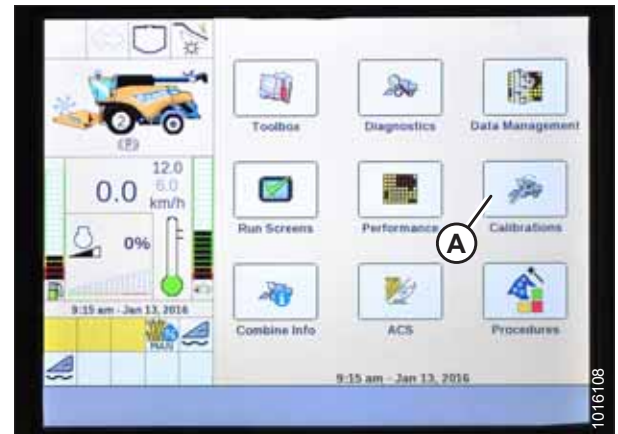 Toolbox
Diagnostics
Data Management
12.0
6.0
0.0
km/h
Run Screens
Performance
Calibrations
A
0%
9:15 am - Jan 13, 2016
MAN
Combine Info
ACS
Procedures
9:15 am - Jan 13, 2016
1016108